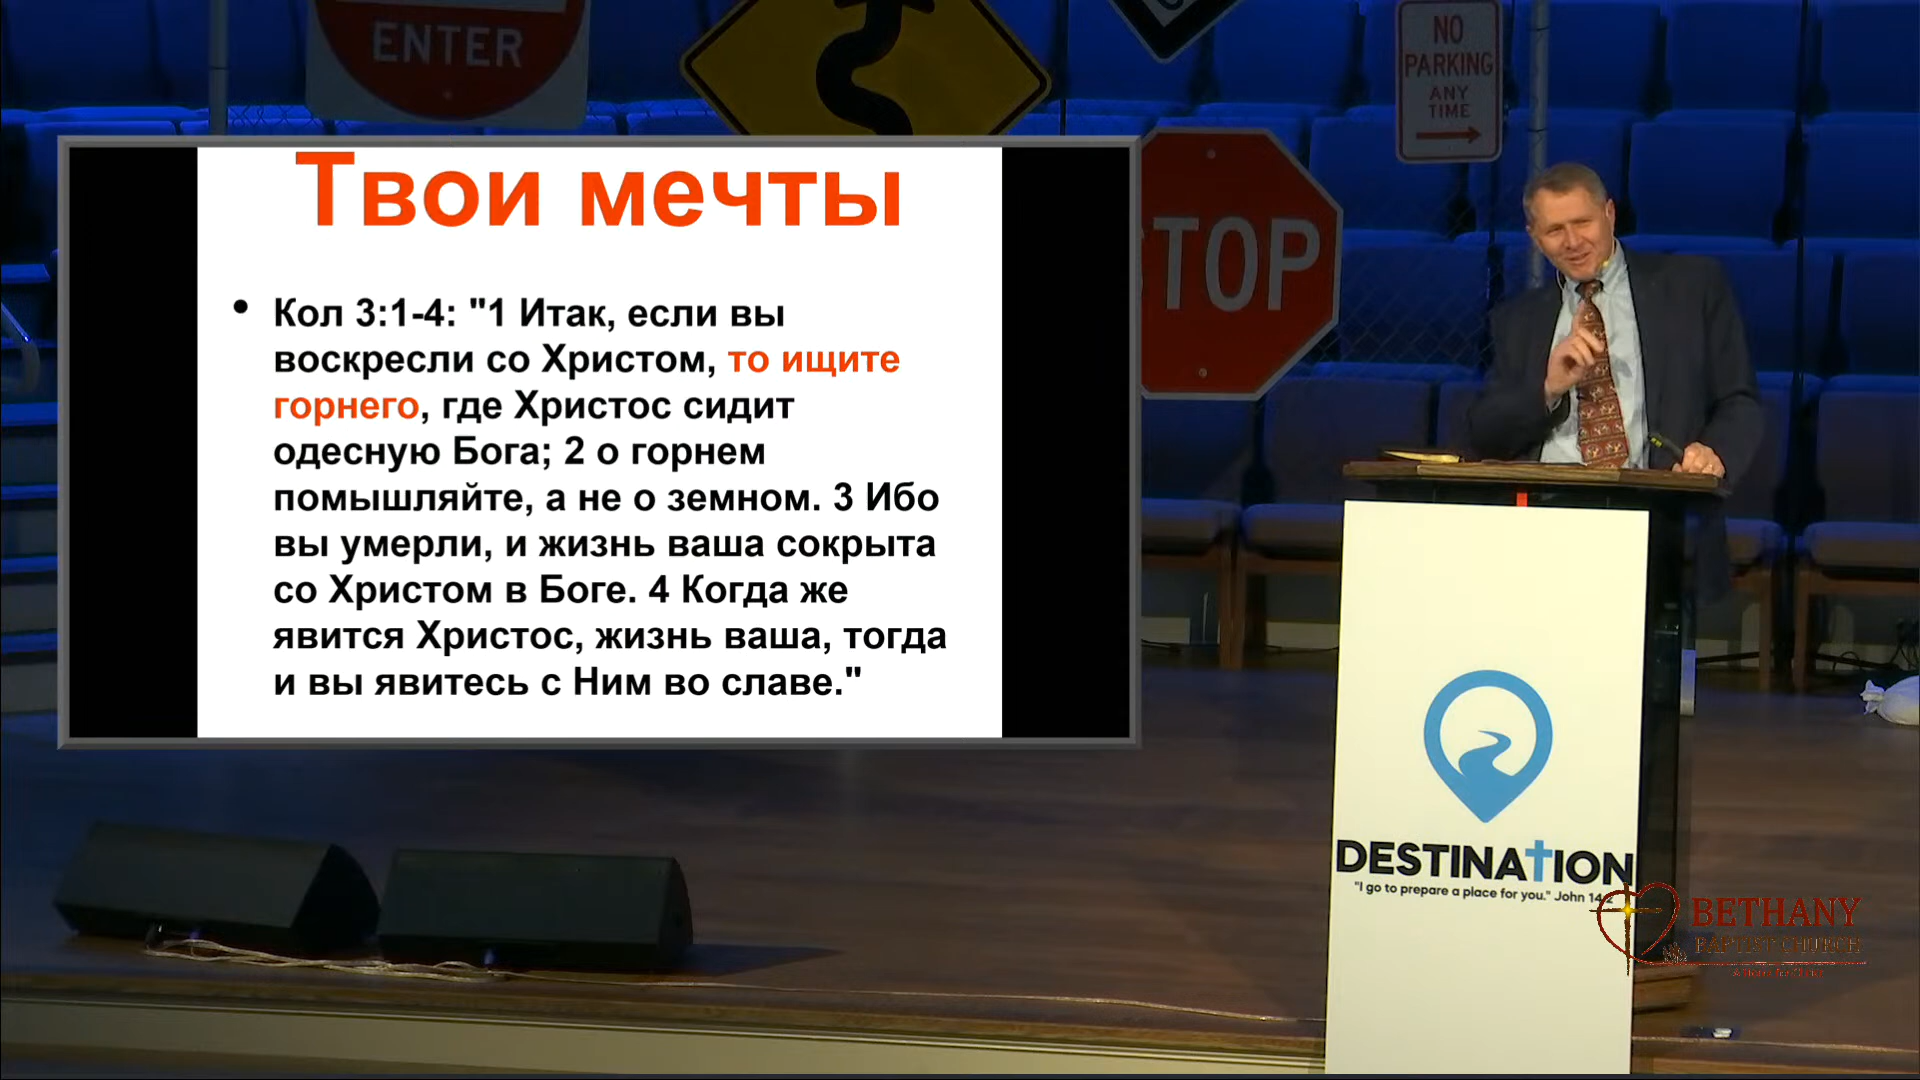 ENTER
NO
PARKING
ANY
TIME
TOP
Твои мечты
• Кол 3:1-4: "1 Итак, если вы
воскресли со Христом, то ищите
горнего, где Христос сидит
одесную Бога; 2 о горнем
помышляйте, а не о земном. 3 Ибо
вы умерли, и жизнь ваша сокрыта
со Христом в Боге. 4 Когда же
явится Христос, жизнь ваша, тогда
и вы явитесь с Ним во славе."
DESTINATION
"I go to prepare a place for you." John 14:2
BETHANY
BAPTIST CHURCH